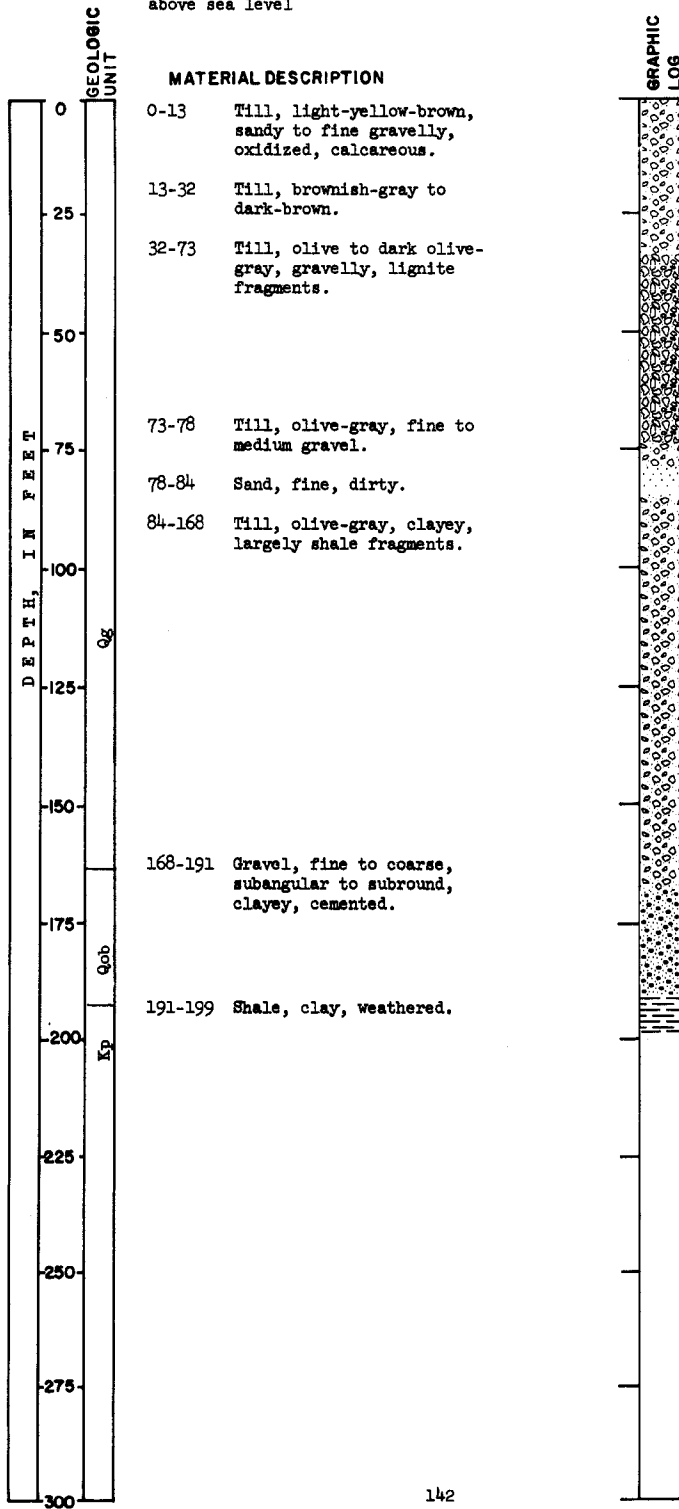 above sea level
GEOLOGIC
UNIT
MATERIAL DESCRIPTION
GRAPHIC
LOG
DEPTH, IN FEET
0
25
50
75
100
125
150
175
200
225
250
275
300
Qg
Qob
Kp
0-13 Till, light-yellow-brown,
sandy to fine gravelly,
oxidized, calcareous.
13-32 Till, brownish-gray to
dark-brown.
32-73 Till, olive to dark olive-
gray, gravelly, lignite
fragments.
73-78 Till, olive-gray, fine to
medium gravel.
78-84 Sand, fine, dirty.
84-168 Till, olive-gray, clayey,
largely shale fragments.
168-191 Gravel, fine to coarse,
subangular to subround,
clayey, cemented.
191-199 Shale, clay, weathered.
142